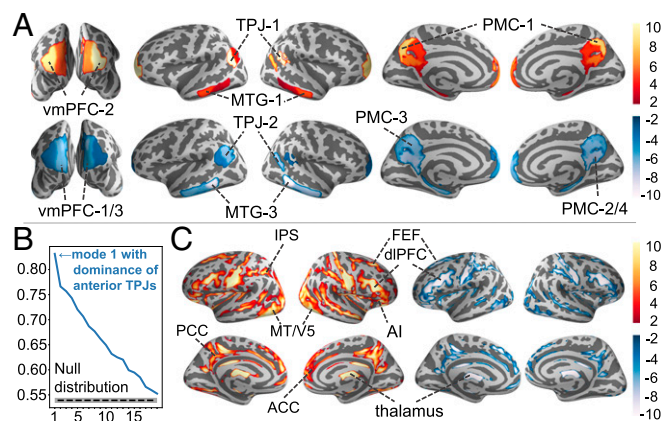 A
TPJ-1
PMC-1
vmPFC-2
MTG-1
10
8
6
4
2
TPJ-2
PMC-3
vmPFC-1/3
MTG-3
PMC-2/4
-2
-4
-6
-8
-10
B
←mode 1 with
dominance of
anterior TPJs
0.80
0.75
0.70
0.65
0.60
0.55
Null
distribution
1 5 10 15
C
IPS
FEF
dlPFC
PCC
MT/V5
AI
ACC
thalamus
10
8
6
4
2
-2
-4
-6
-8
-10